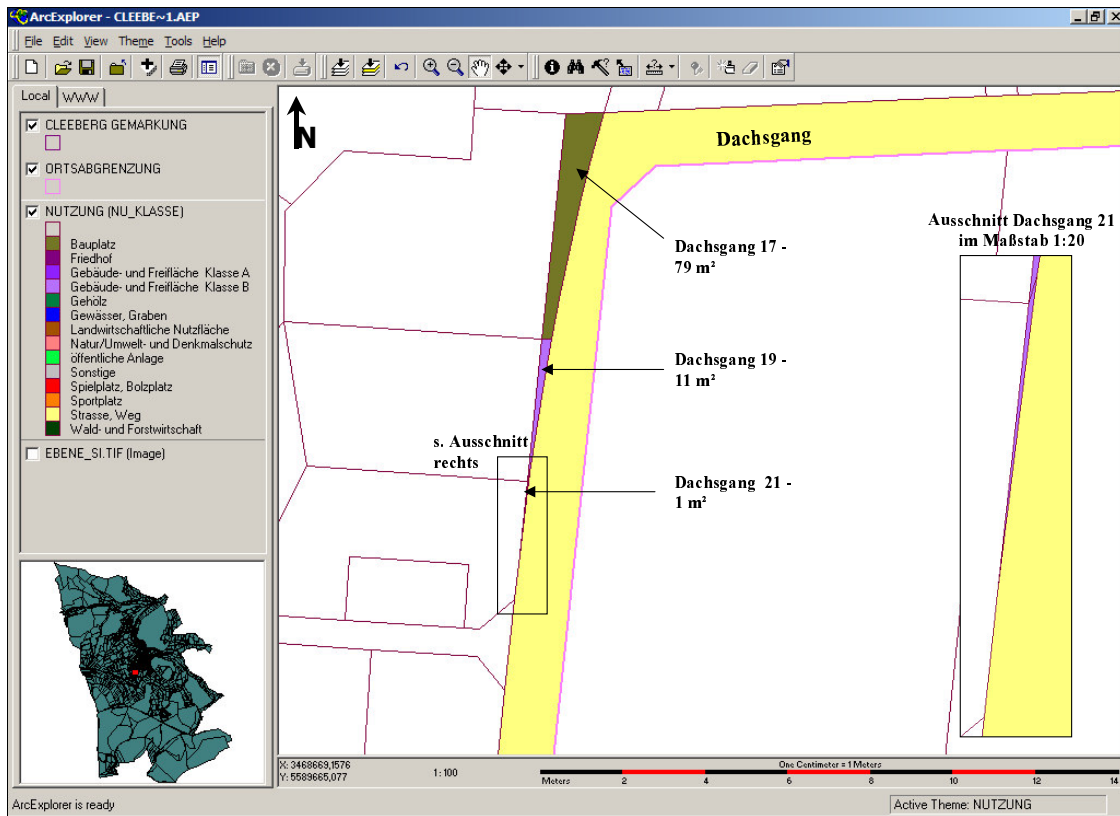 ArcExplorer - CLEEBE~1.AEP
File Edit View Theme Tools Help
Local WWW
CLEEBERG GEMARKUNG
ORTSABGRENZUNG
NUTZUNG (NU_KLASSE)
Bauplatz
Friedhof
Gebäude- und Freifläche Klasse A
Gebäude- und Freifläche Klasse B
Gehölz
Gewässer, Graben
Landwirtschaftliche Nutzfläche
Natur/Umwelt- und Denkmalschutz
öffentliche Anlage
Sonstige
Spielplatz, Bolzplatz
Sportplatz
Strasse, Weg
Wald- und Forstwirtschaft
EBENE_SI.TIF (Image)
N
Dachsgang
Dachsgang 17 -
79 m²
Dachsgang 19 -
11 m²
s. Ausschnitt
rechts
Dachsgang 21 -
1 m²
Ausschnitt Dachsgang 21
im Maßstab 1:20
X: 3468669,1576
Y: 5589665,077
1: 100
One Centimeter = 1 Meters
Meters 2 4 6 8 10 12 14
ArcExplorer is ready
Active Theme: NUTZUNG